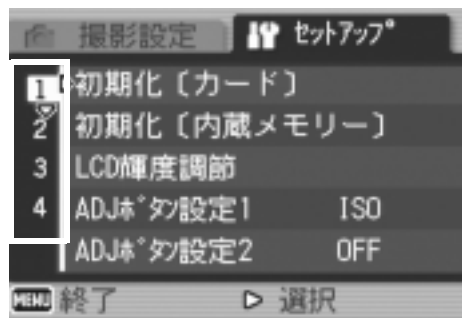 撮影設定 セットアップ
1 初期化〔カード〕
2 初期化〔内蔵メモリー〕
3 LCD輝度調節
4 ADJボタン設定1 ISO
ADJボタン設定2 OFF
MENU 終了 ▷ 選択